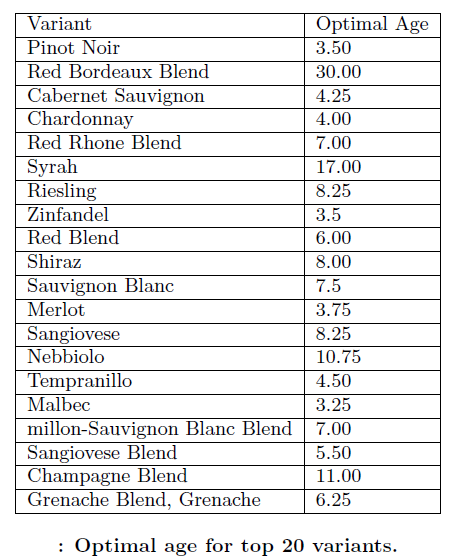 Variant Optimal Age
Pinot Noir 3.50
Red Bordeaux Blend 30.00
Cabernet Sauvignon 4.25
Chardonnay 4.00
Red Rhone Blend 7.00
Syrah 17.00
Riesling 8.25
Zinfandel 3.5
Red Blend 6.00
Shiraz 8.00
Sauvignon Blanc 7.5
Merlot 3.75
Sangiovese 8.25
Nebbiolo 10.75
Tempranillo 4.50
Malbec 3.25
millon-Sauvignon Blanc Blend 7.00
Sangiovese Blend 5.50
Champagne Blend 11.00
Grenache Blend, Grenache 6.25
: Optimal age for top 20 variants.